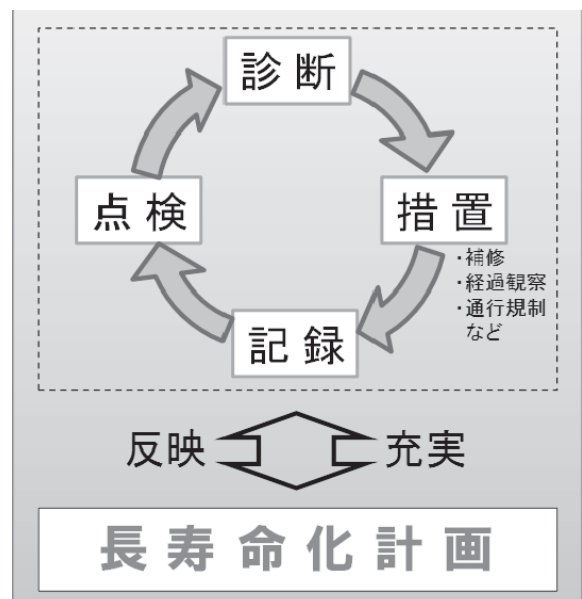 診断
点検
措置
・補修
・経過観察
・通行規制
など
記録
反映
充実
長寿命化計画